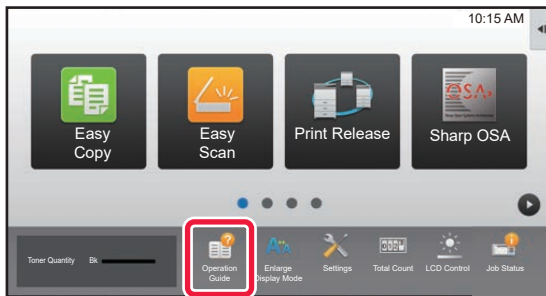 10:15 AM
Easy
Copy
Easy
Scan
Print Release
Sharp OSA
OSA
Toner Quantity Bk
Operation
Guide
Enlarge
Display Mode
Settings
Total Count
LCD Control
Job Status